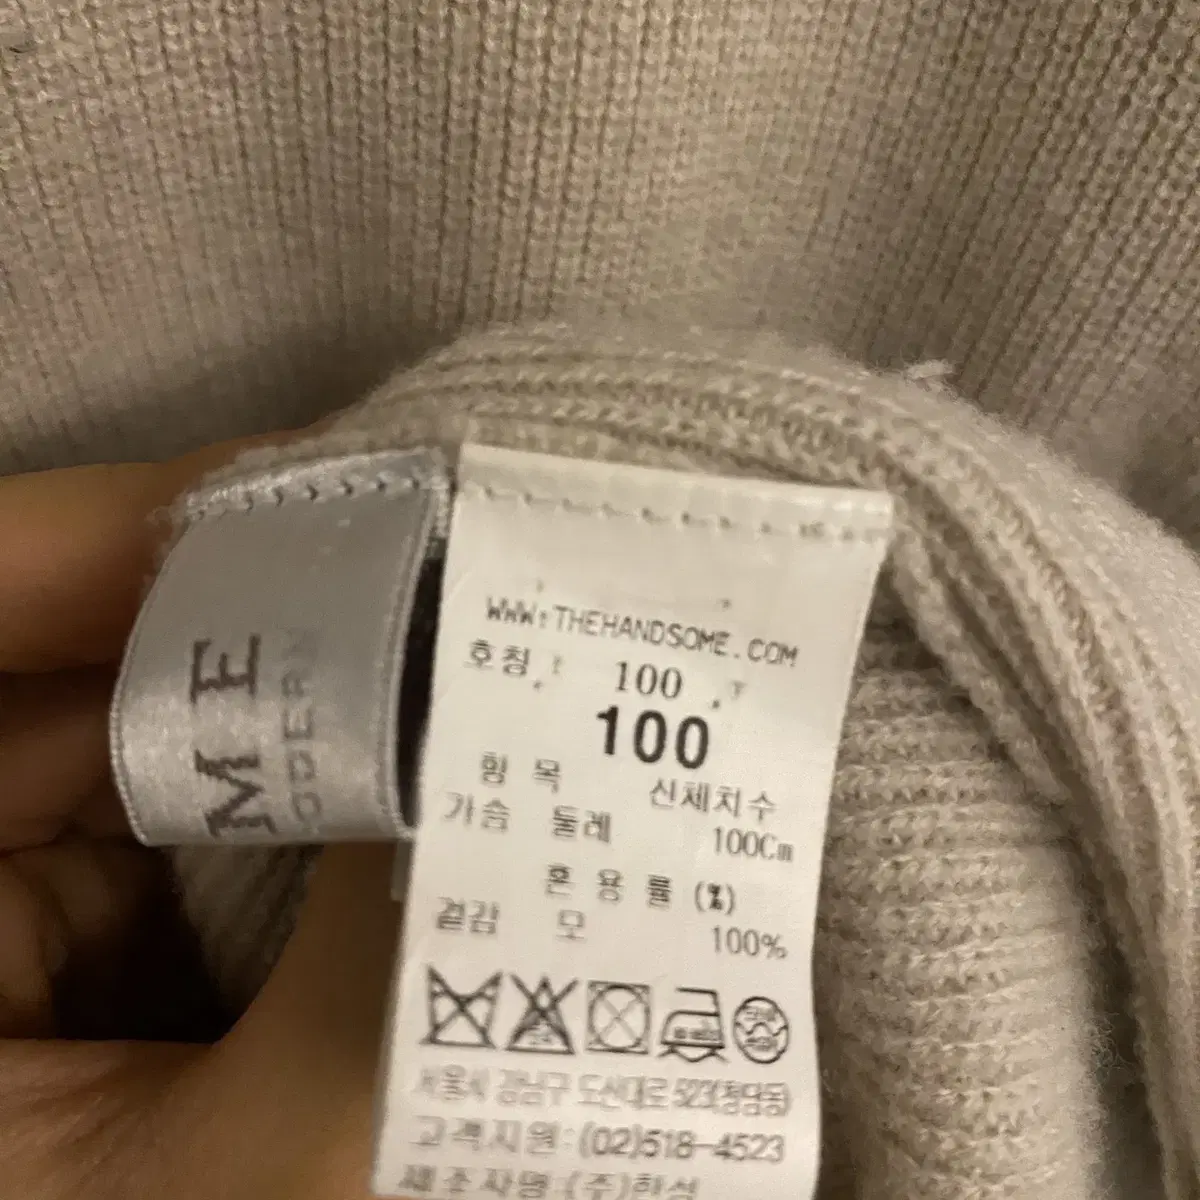 ME
WWW.THEHANDSOME.COM
호칭 : 100
100
항 목 신체치수
가슴 둘레 100Cm
혼 용 률 (%)
겉감 모 100%
서울시 강남구 도산대로 523(청담동)
고객지원:(02)518-4523
제조자명:(주)한섬